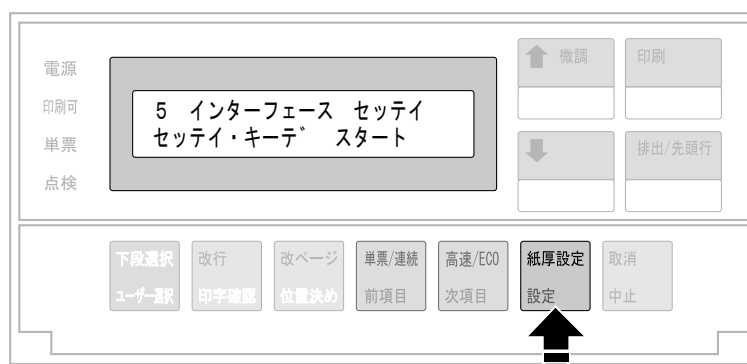 電源
印刷可
単票
点検
5 インターフェース セッテイ
セッテイ・キーデ スタート
微調
印刷
排出/先頭行
下段選択
改行
改ページ
単票/連続
高速/ECO
紙厚設定
取消
ユーザー選択
印字確認
位置決め
前項目
次項目
設定
中止